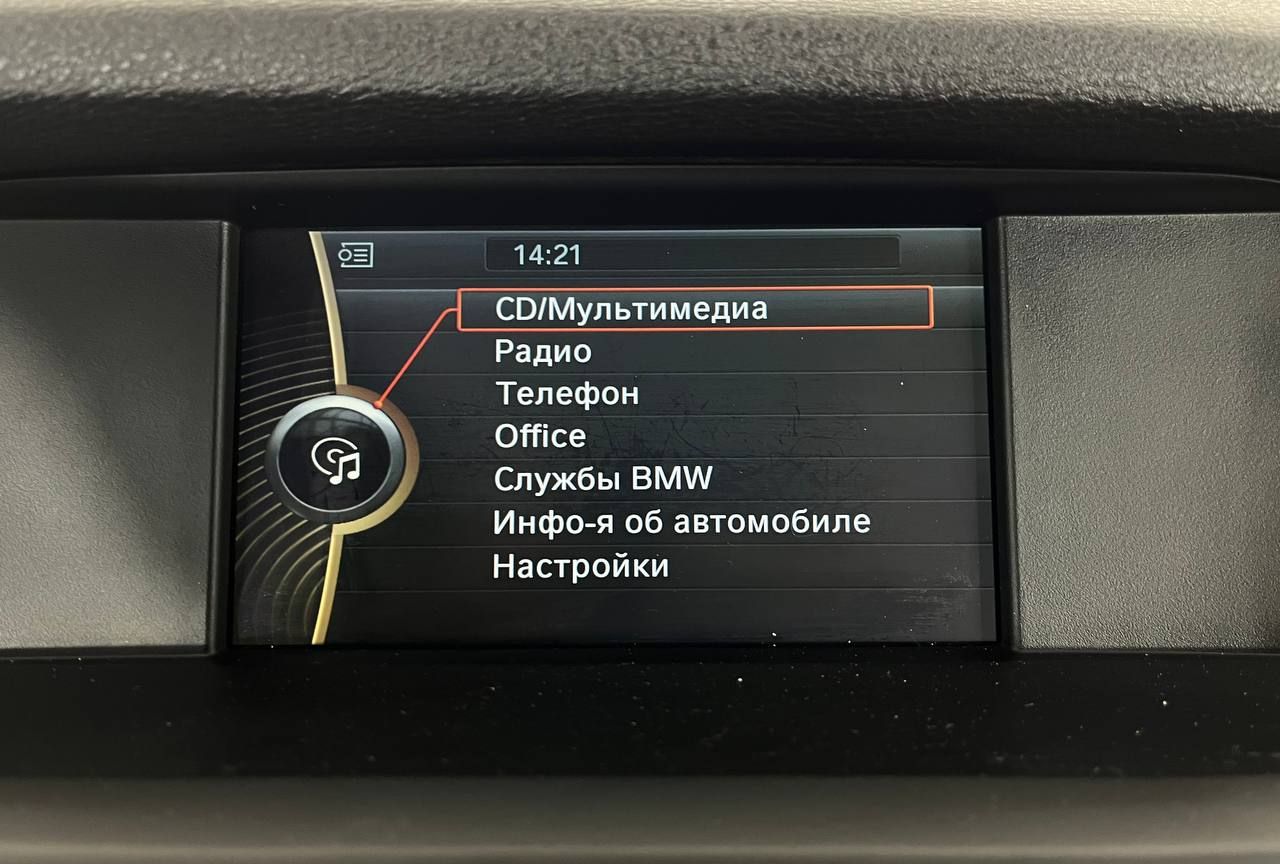 14:21
CD/Мультимедиа
Радио
Телефон
Office
Службы BMW
Инфо-я об автомобиле
Настройки